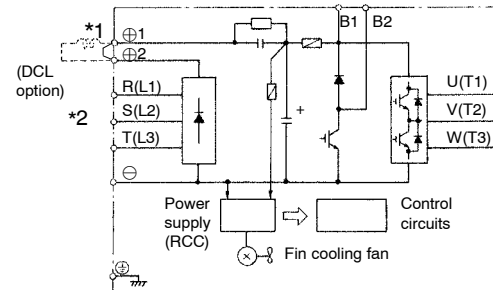 *1
⊕1
⊕2
B1 B2
(DCL
option)
*2
R(L1)
S(L2)
T(L3)
+
U(T1)
V(T2)
W(T3)
⊖
Power
supply
(RCC)
Control
circuits
Fin cooling fan